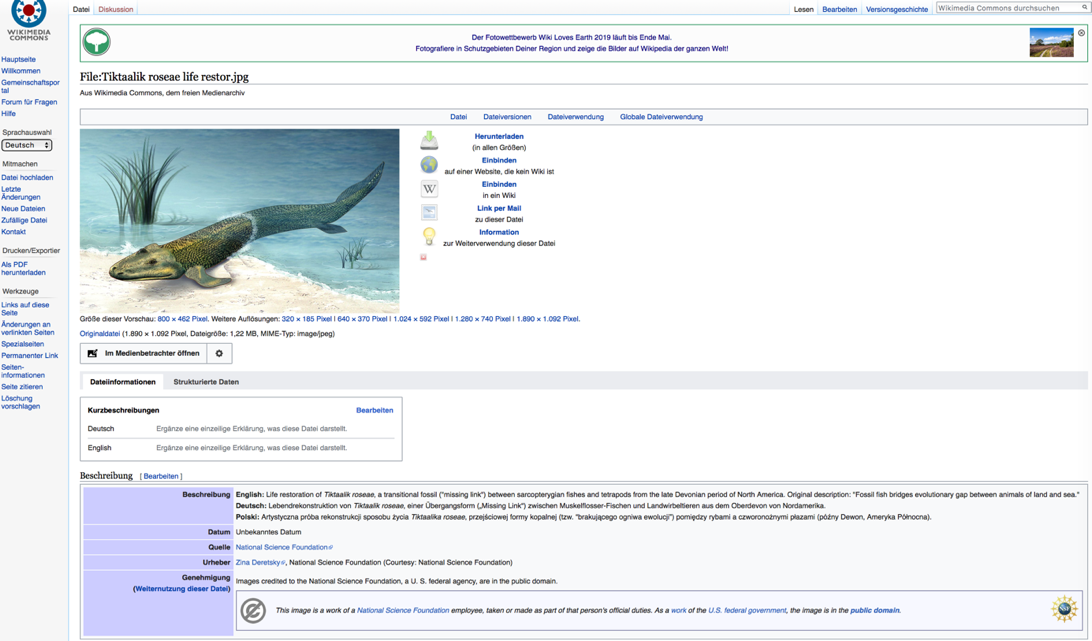 WIKIMEDIA
COMMONS
Hauptseite
Willkommen
Gemeinschaftspor
tal
Forum für Fragen
Hilfe
Sprachauswahl
Deutsch
Mitmachen
Datei hochladen
Letzte
Änderungen
Neue Dateien
Zufällige Datei
Kontakt
Drucken/Exportier
Als PDF
herunterladen
Werkzeuge
Links auf diese
Seite
Änderungen an
verlinkten Seiten
Spezialseiten
Permanenter Link
Seiten-
informationen
Seite zitieren
Löschung
vorschlagen
Datei Diskussion
Lesen Bearbeiten Versionsgeschichte Wikimedia Commons durchsuchen
Der Fotowettbewerb Wiki Loves Earth 2019 läuft bis Ende Mai.
Fotografiere in Schutzgebieten Deiner Region und zeige die Bilder auf Wikipedia der ganzen Welt!
File:Tiktaalik roseae life restor.jpg
Aus Wikimedia Commons, dem freien Medienarchiv
Datei Dateiversionen Dateiverwendung Globale Dateiverwendung
Herunterladen
(in allen Größen)
Einbinden
auf einer Website, die kein Wiki ist
W
Einbinden
in ein Wiki
Link per Mail
zu dieser Datei
Information
zur Weiterverwendung dieser Datei
Größe dieser Vorschau: 800 × 462 Pixel. Weitere Auflösungen: 320 × 185 Pixel | 640 × 370 Pixel | 1.024 × 592 Pixel | 1.280 × 740 Pixel | 1.890 × 1.092 Pixel.
Originaldatei (1.890 × 1.092 Pixel, Dateigröße: 1,22 MB, MIME-Typ: image/jpeg)
Im Medienbetrachter öffnen
Dateiinformationen Strukturierte Daten
Kurzbeschreibungen Bearbeiten
Deutsch Ergänze eine einzeilige Erklärung, was diese Datei darstellt.
English Ergänze eine einzeilige Erklärung, was diese Datei darstellt.
Beschreibung [ Bearbeiten ]
Beschreibung English: Life restoration of Tiktaalik roseae, a transitional fossil ("missing link") between sarcopterygian fishes and tetrapods from the late Devonian period of North America. Original description: "Fossil fish bridges evolutionary gap between animals of land and sea."
Deutsch: Lebendrekonstruktion von Tiktaalik roseae, einer Übergangsform („Missing Link") zwischen Muskelflosser-Fischen und Landwirbeltieren aus dem Oberdevon von Nordamerika.
Polski: Artystyczna próba rekonstrukcji sposobu życia Tiktaalika roseae, przejściowej formy kopalnej (tzw. "brakującego ogniwa ewolucji") pomiędzy rybami a czworonożnymi płazami (późny Dewon, Ameryka Północna).
Datum Unbekanntes Datum
Quelle National Science Foundation
Urheber Zina Deretsky, National Science Foundation (Courtesy: National Science Foundation)
Genehmigung
(Weiternutzung dieser Datei)
Images credited to the National Science Foundation, a U. S. federal agency, are in the public domain.
This image is a work of a National Science Foundation employee, taken or made as part of that person's official duties. As a work of the U.S. federal government, the image is in the public domain.
NSF